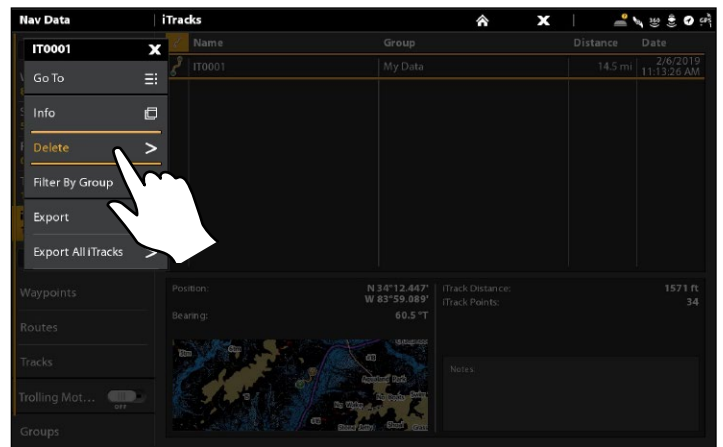 Nav Data
iTracks
360
GPS
IT0001
X
Go To
Info
Delete
Filter By Group
Export
Export All iTracks
Waypoints
Routes
Tracks
Trolling Mot...
OFF
Groups
Name Group Distance Date
IT0001 My Data 14.5 mi 2/6/2019
11:13:26 AM
Position: N 34°12.447'
W 83°59.089'
Bearing: 60.5 °T
iTrack Distance: 1571 ft
iTrack Points: 34
Notes: